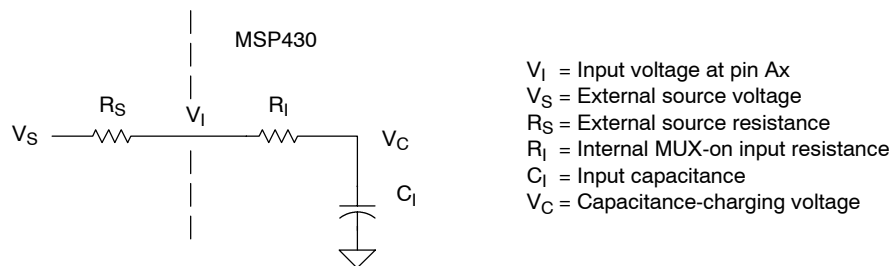 MSP430
R_S
V_I
R_I
V_S
V_C
C_I
V_I = Input voltage at pin Ax
V_S = External source voltage
R_S = External source resistance
R_I = Internal MUX-on input resistance
C_I = Input capacitance
V_C = Capacitance-charging voltage